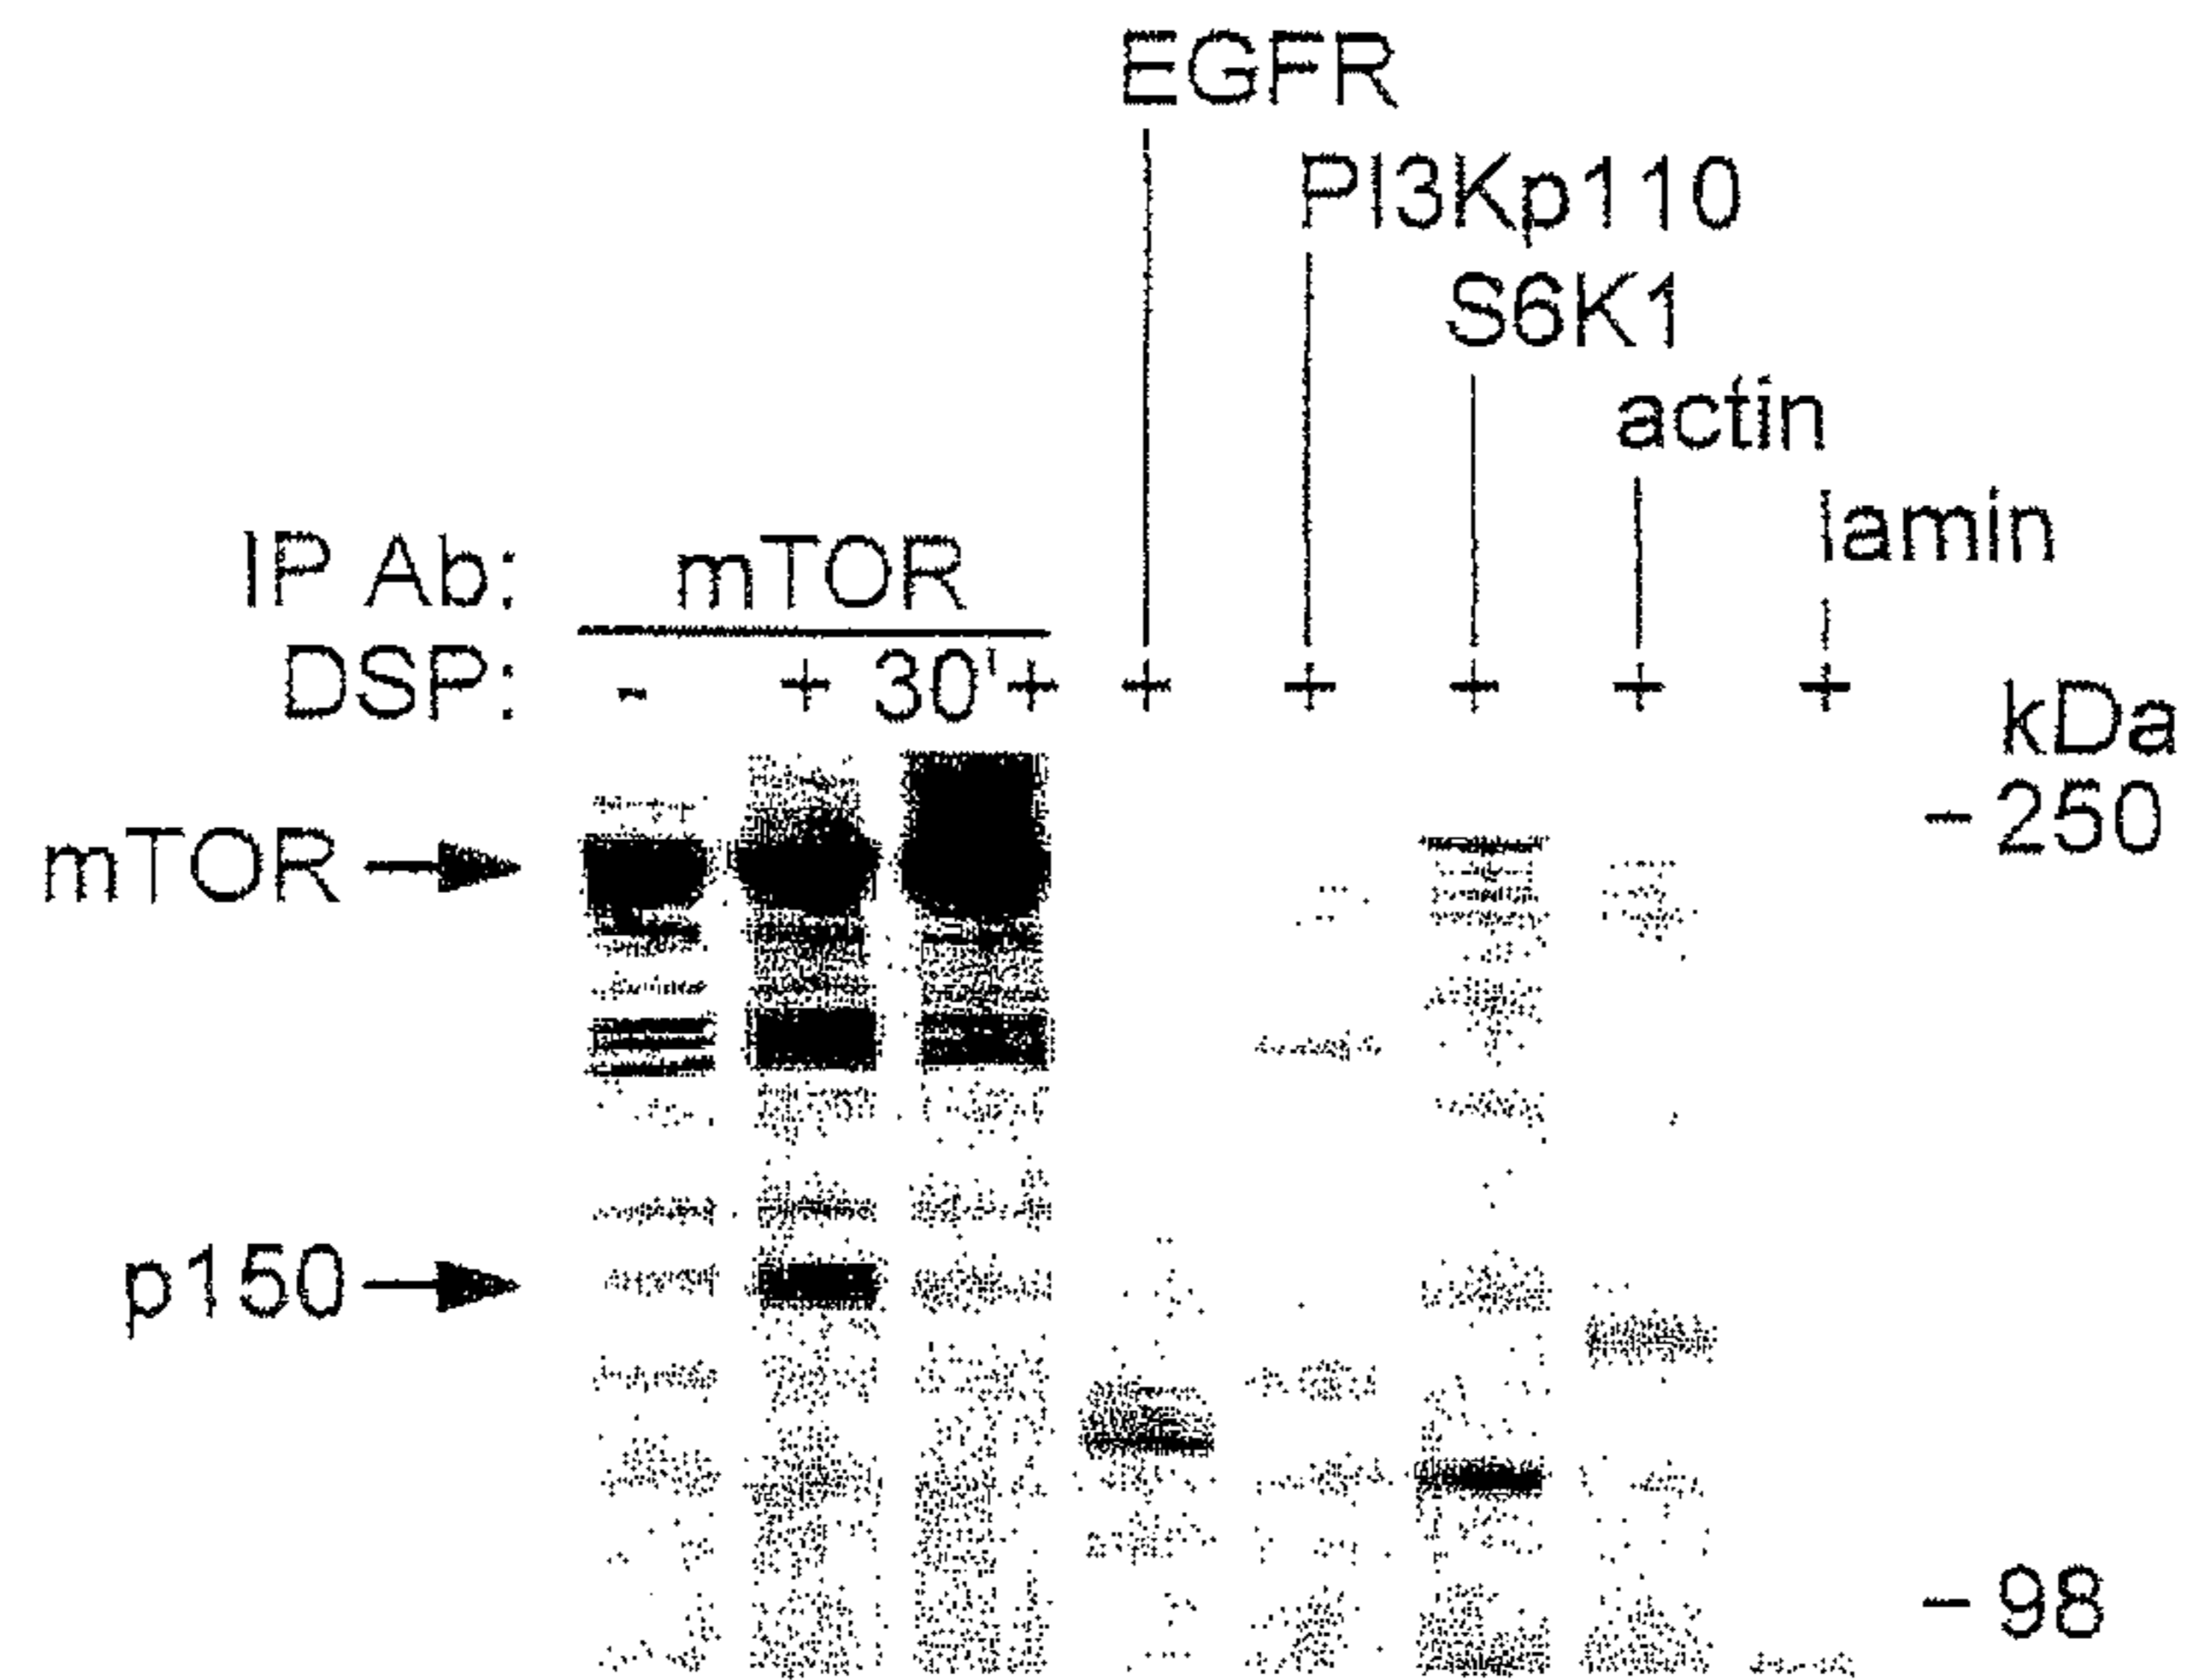 EGFR
PI3Kp110
S6K1
actin
lamin
IP Ab: mTOR
DSP: - + 30'+ + + + + +
kDa
- 250
mTOR
p150
- 98